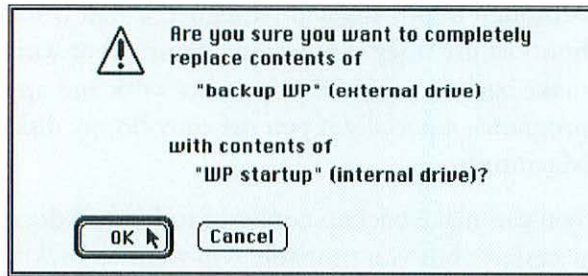 Are you sure you want to completely
replace contents of
"backup WP" (external drive)
with contents of
"WP startup" (internal drive)?
OK
Cancel